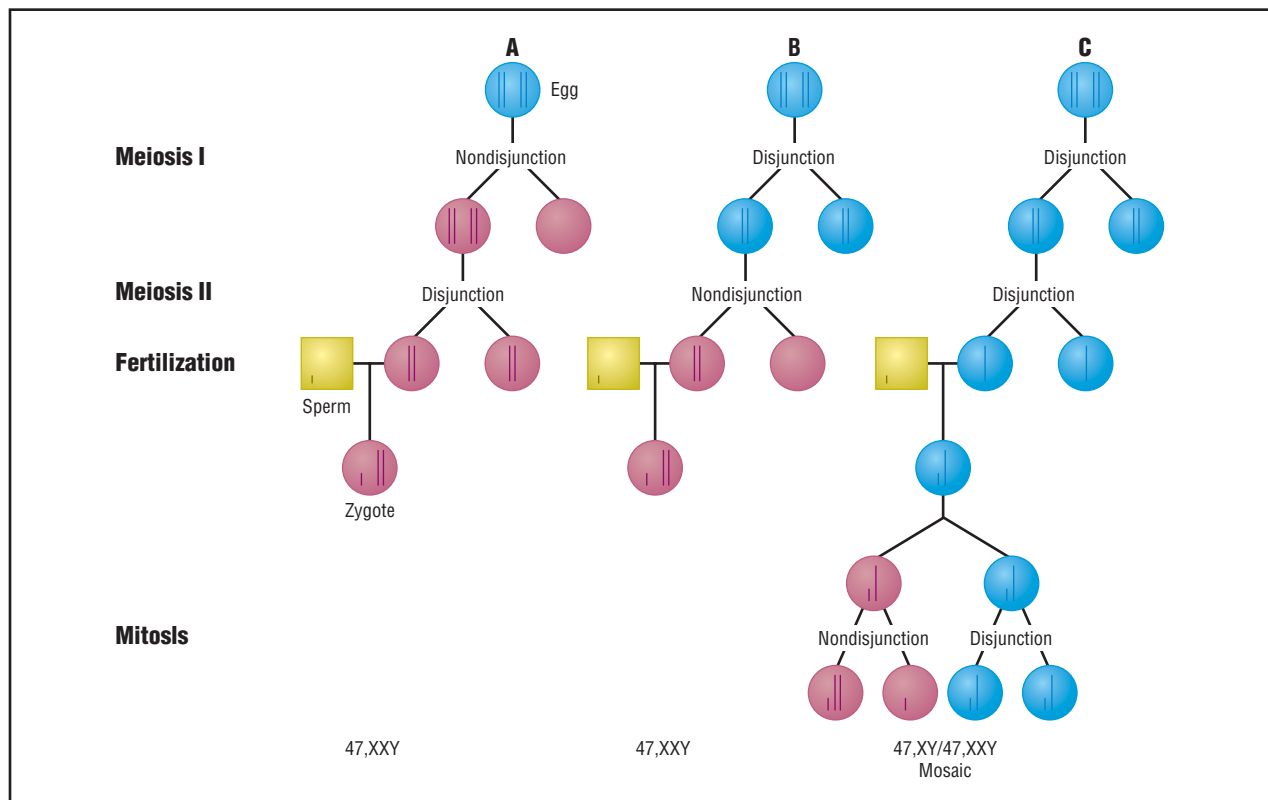 A B C
Egg
Meiosis I Nondisjunction Disjunction Disjunction
Meiosis II Disjunction Nondisjunction Disjunction
Fertilization
Sperm
Zygote
MitosIs Nondisjunction Disjunction
47,XXY 47,XXY 47,XY/47,XXY
Mosaic